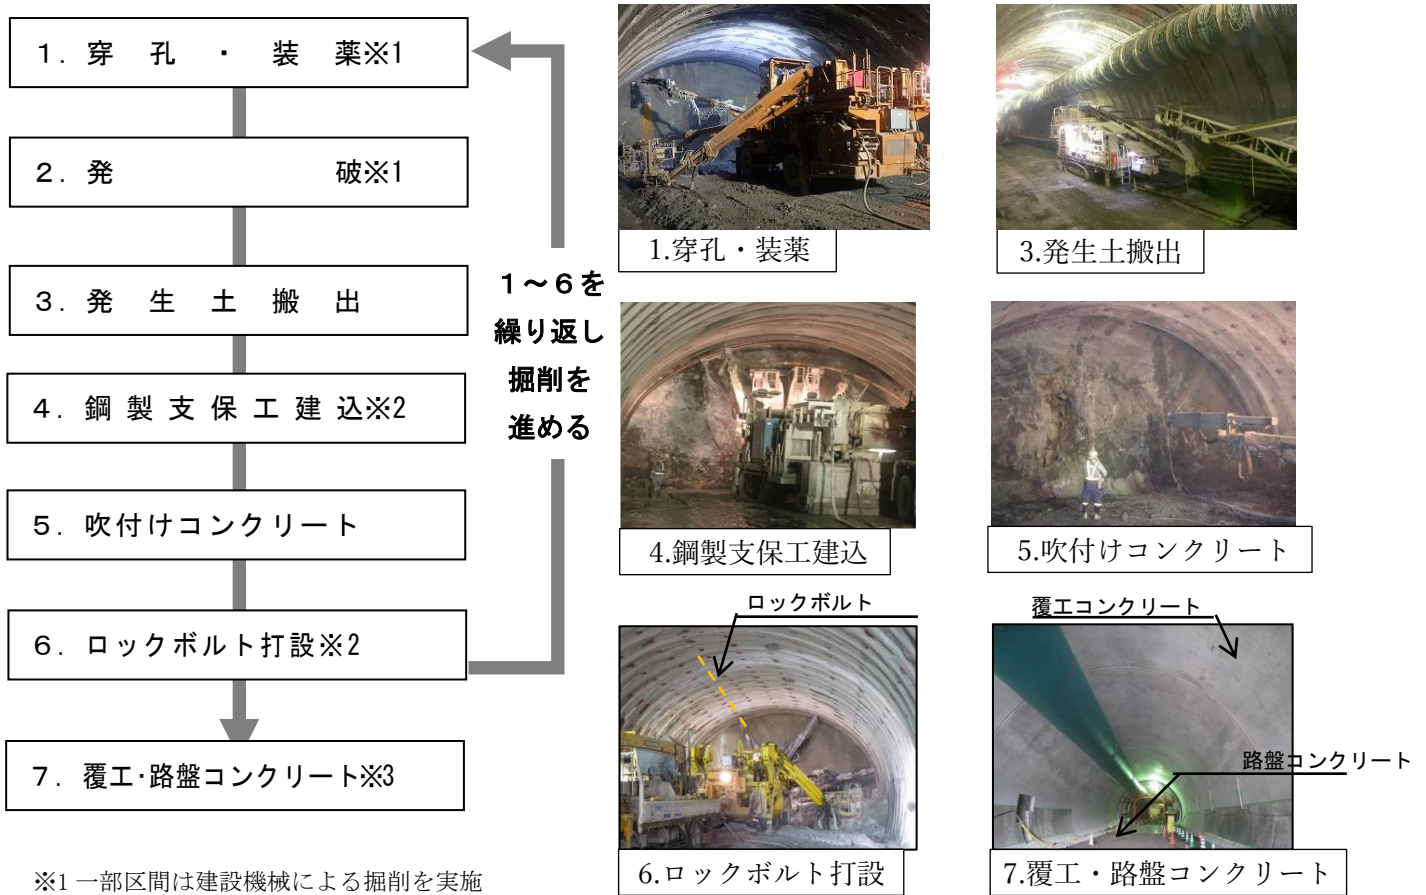 1. 穿孔・装薬※1
2. 発破※1
3. 発生土搬出
4. 鋼製支保工建込※2
5. 吹付けコンクリート
6. ロックボルト打設※2
7. 覆工・路盤コンクリート※3
1～6を
繰り返し
掘削を
進める
※1 一部区間は建設機械による掘削を実施
1.穿孔・装薬
3.発生土搬出
4.鋼製支保工建込
5.吹付けコンクリート
ロックボルト
6.ロックボルト打設
覆工コンクリート
路盤コンクリート
7.覆工・路盤コンクリート